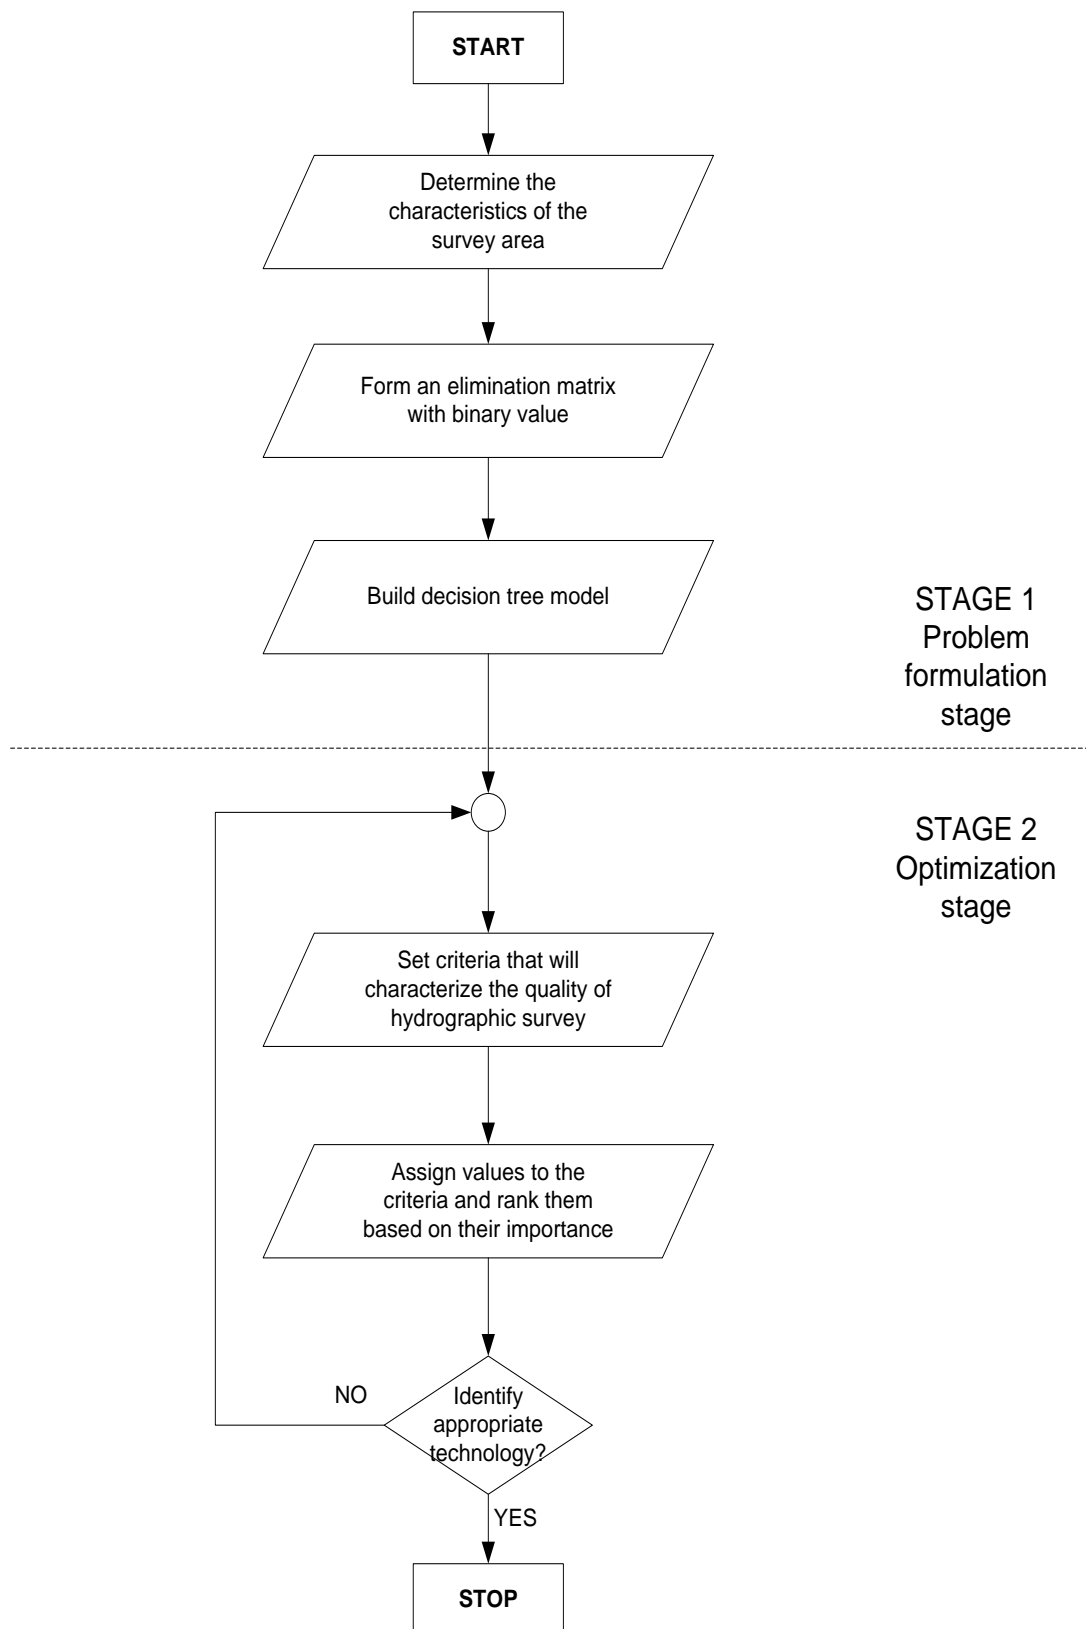 START
Determine the
characteristics of the
survey area
Form an elimination matrix
with binary value
Build decision tree model
STAGE 1
Problem
formulation
stage
STAGE 2
Optimization
stage
Set criteria that will
characterize the quality of
hydrographic survey
Assign values to the
criteria and rank them
based on their importance
NO
Identify
appropriate
technology?
YES
STOP